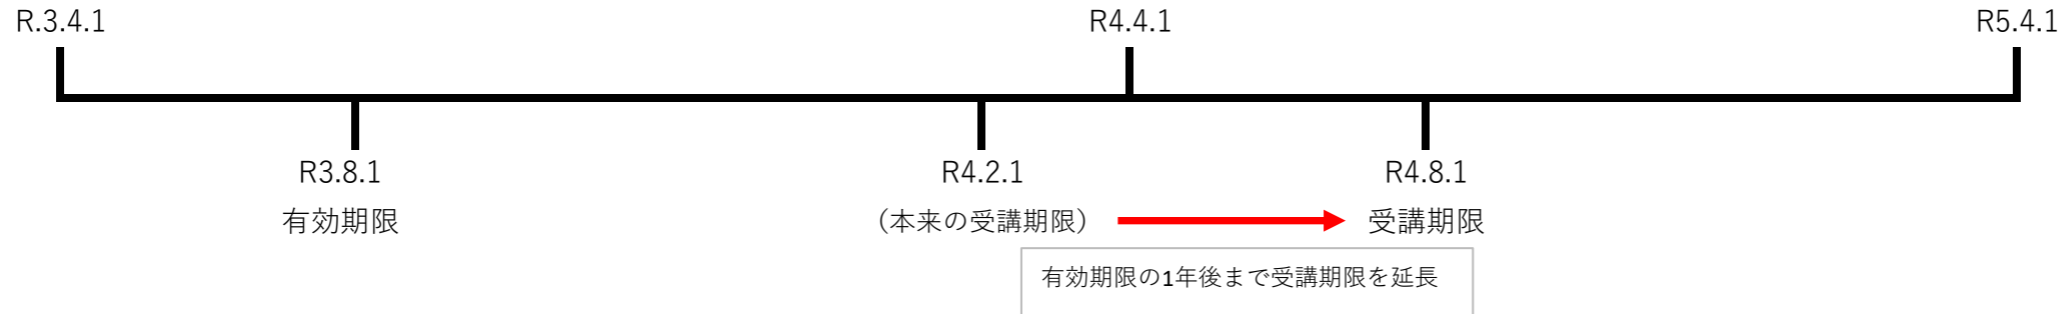 R.3.4.1 R4.4.1 R5.4.1
R3.8.1 R4.2.1 R4.8.1
有効期限 （本来の受講期限） 受講期限
有効期限の1年後まで受講期限を延長